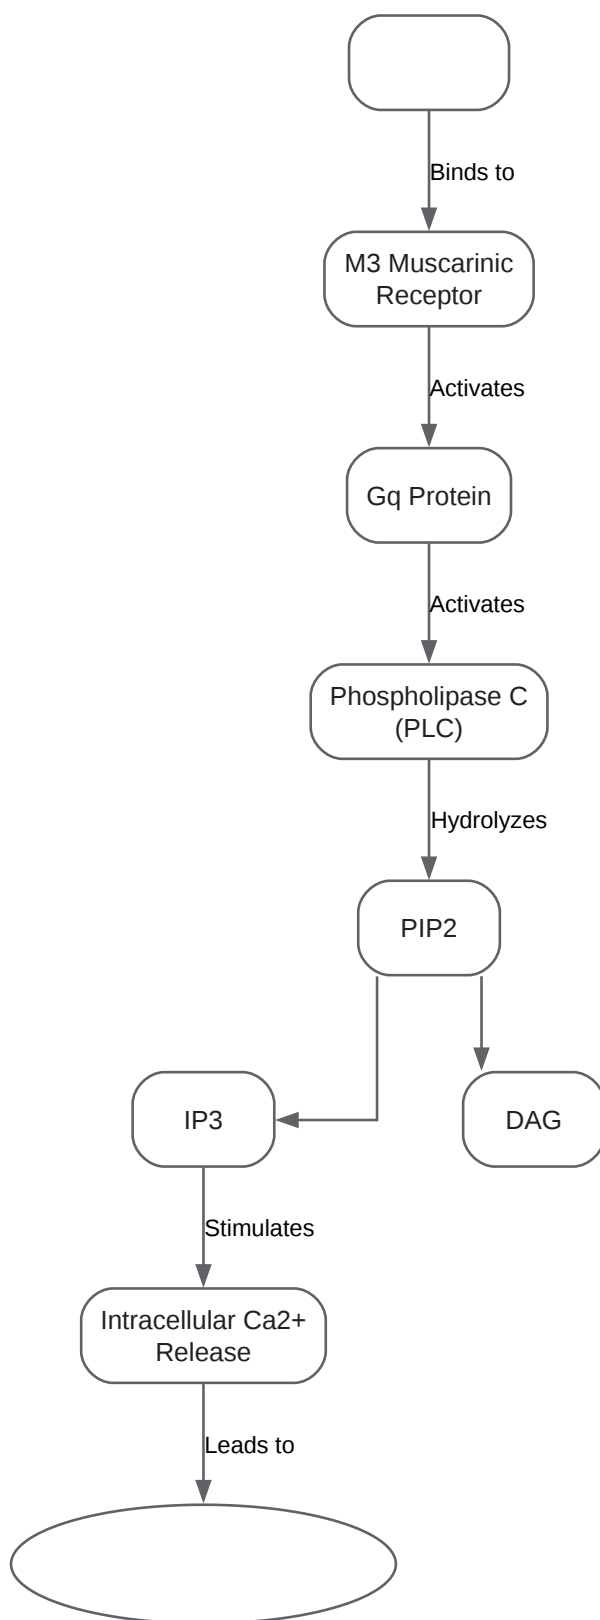 Binds to
M3 Muscarinic
Receptor
Activates
Gq Protein
Activates
Phospholipase C
(PLC)
Hydrolyzes
PIP2
IP3
DAG
Stimulates
Intracellular Ca2+
Release
Leads to